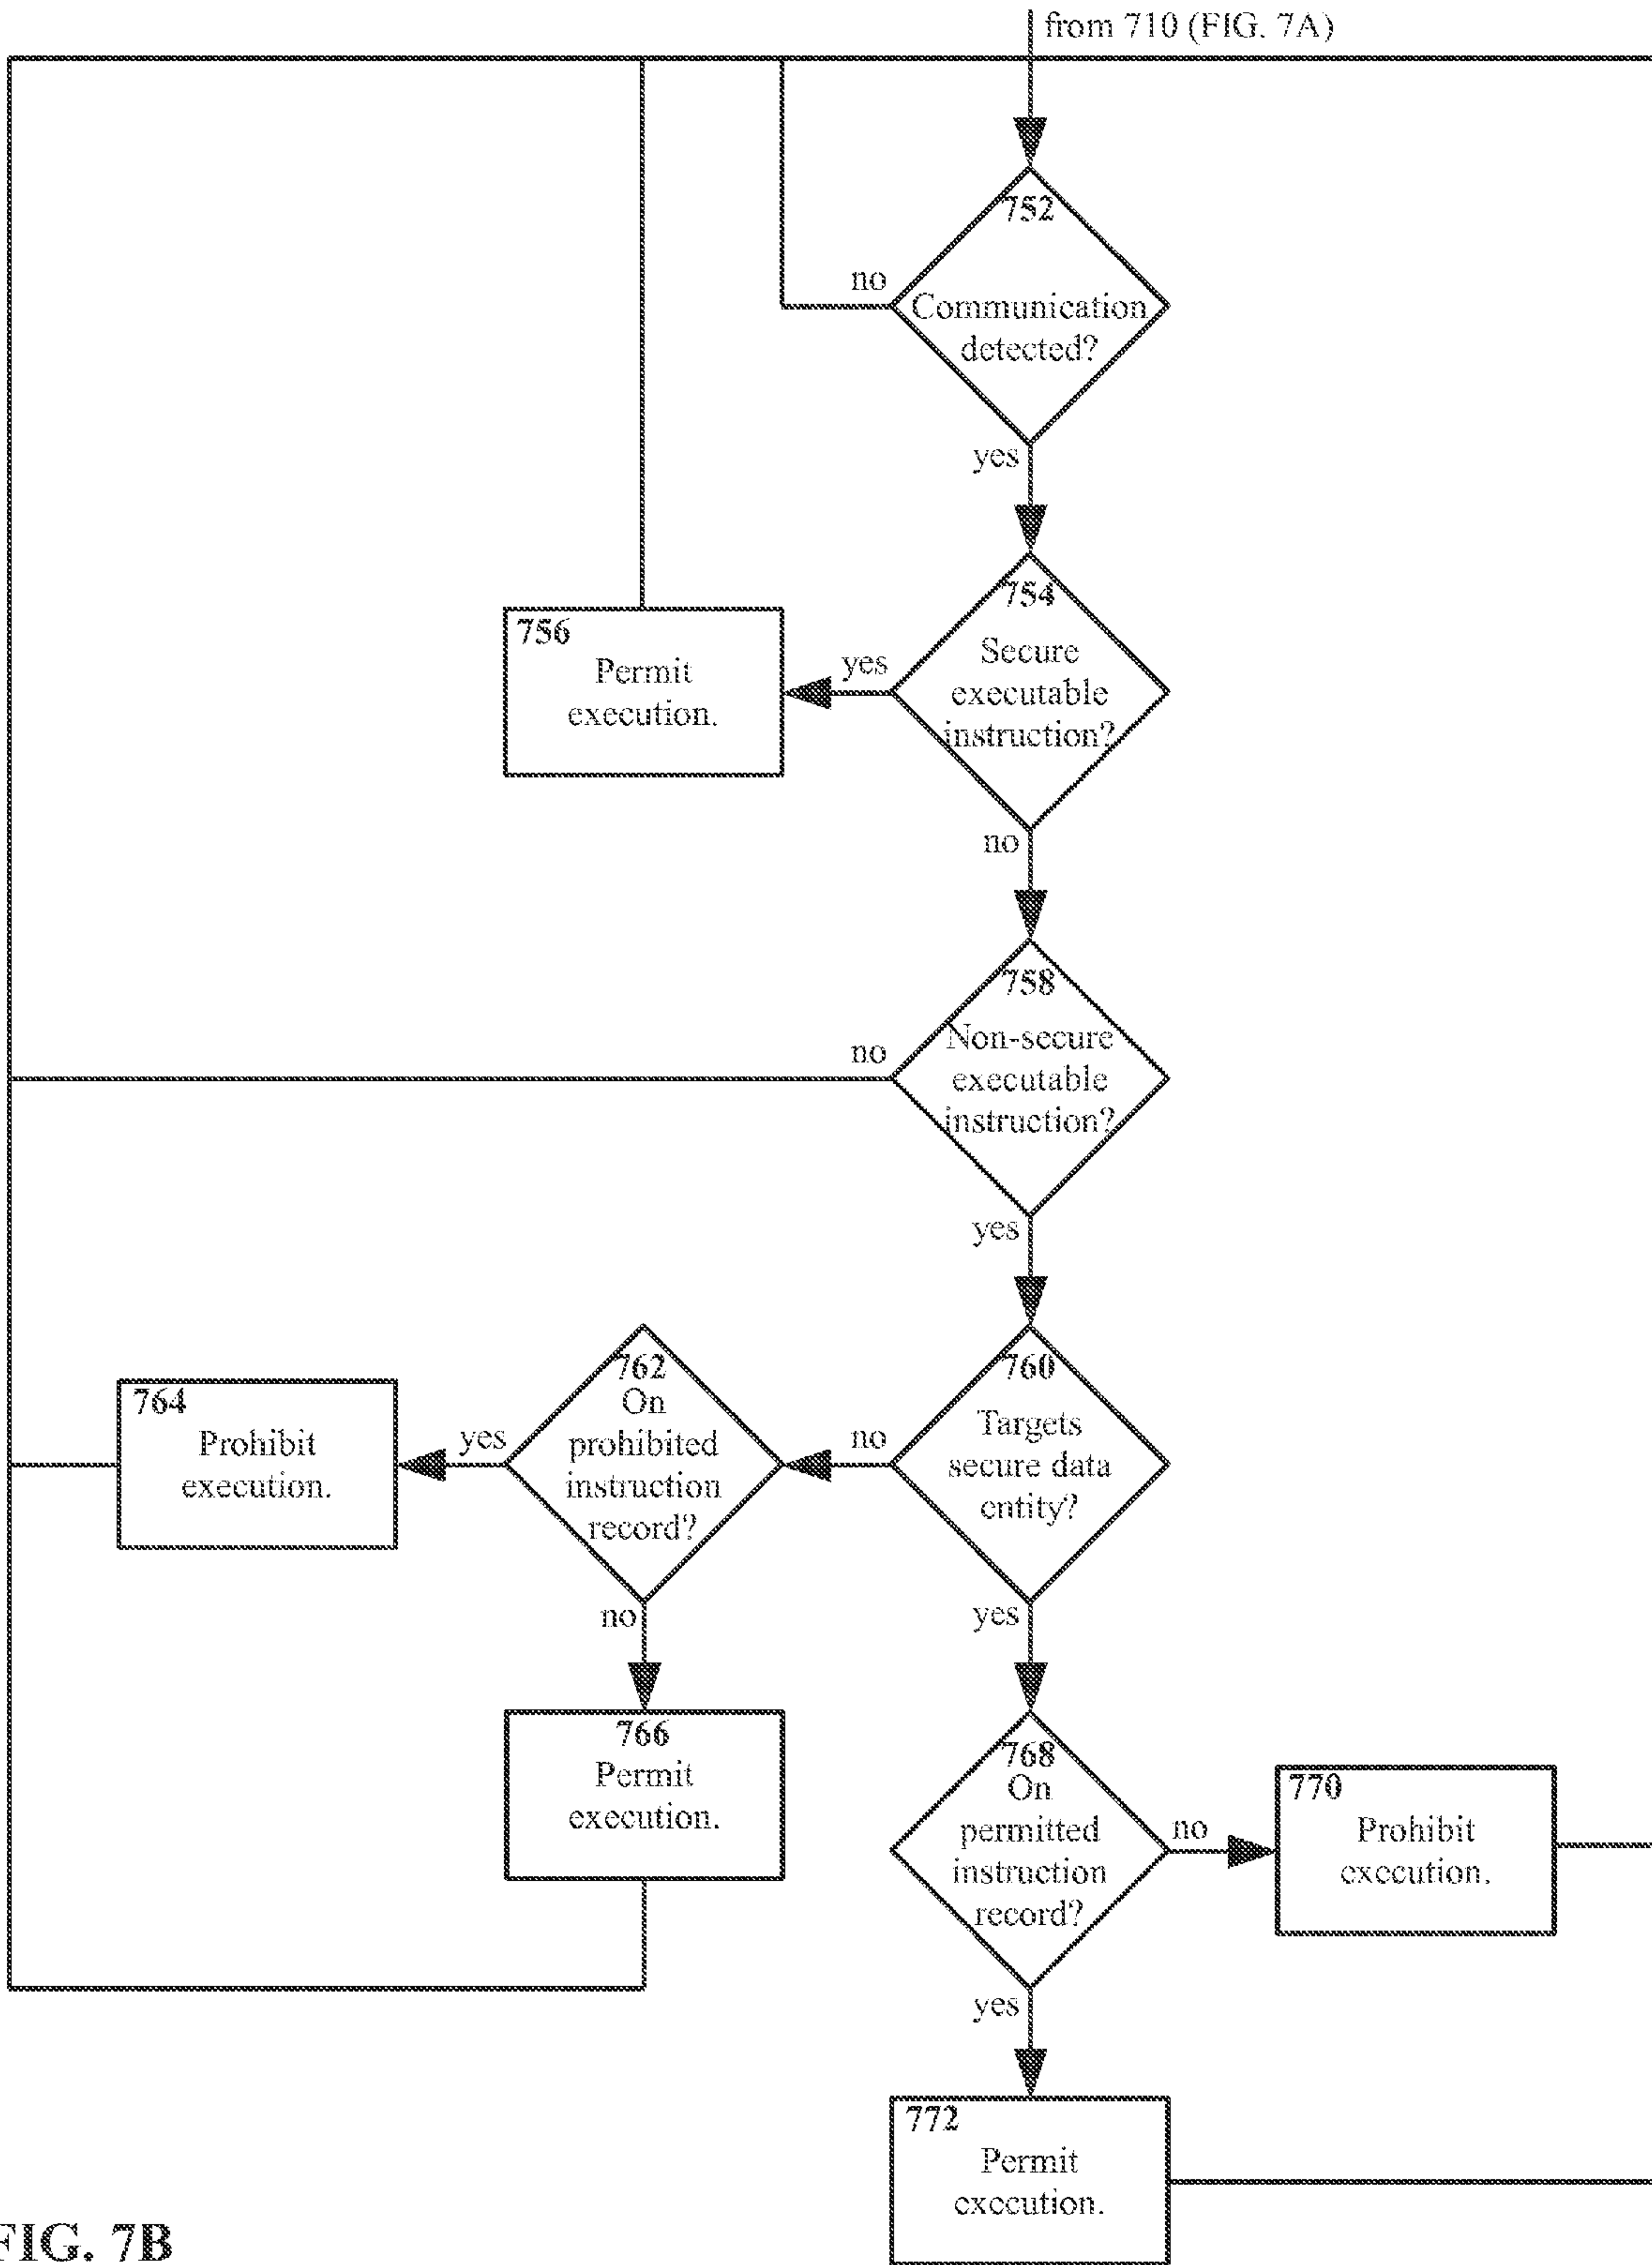 from 710 (FIG. 7A)
752
no
Communication
detected?
yes
754
Secure
executable
instruction?
yes
756
Permit
execution.
no
758
Non-secure
executable
instruction?
no
yes
760
Targets
secure data
entity?
no
762
On
prohibited
instruction
record?
yes
764
Prohibit
execution.
no
766
Permit
execution.
yes
768
On
permitted
instruction
record?
no
770
Prohibit
execution.
yes
772
Permit
execution.
FIG. 7B